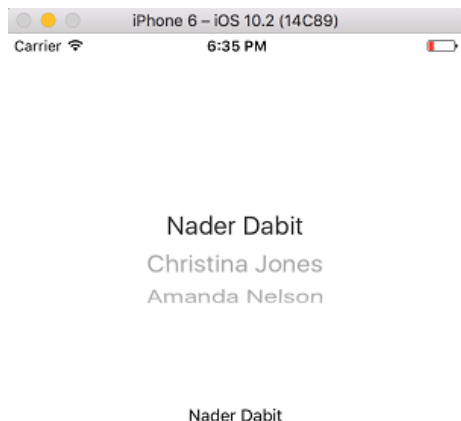 iPhone 6 – iOS 10.2 (14C89)
Carrier 6:35 PM
Nader Dabit
Christina Jones
Amanda Nelson
Nader Dabit